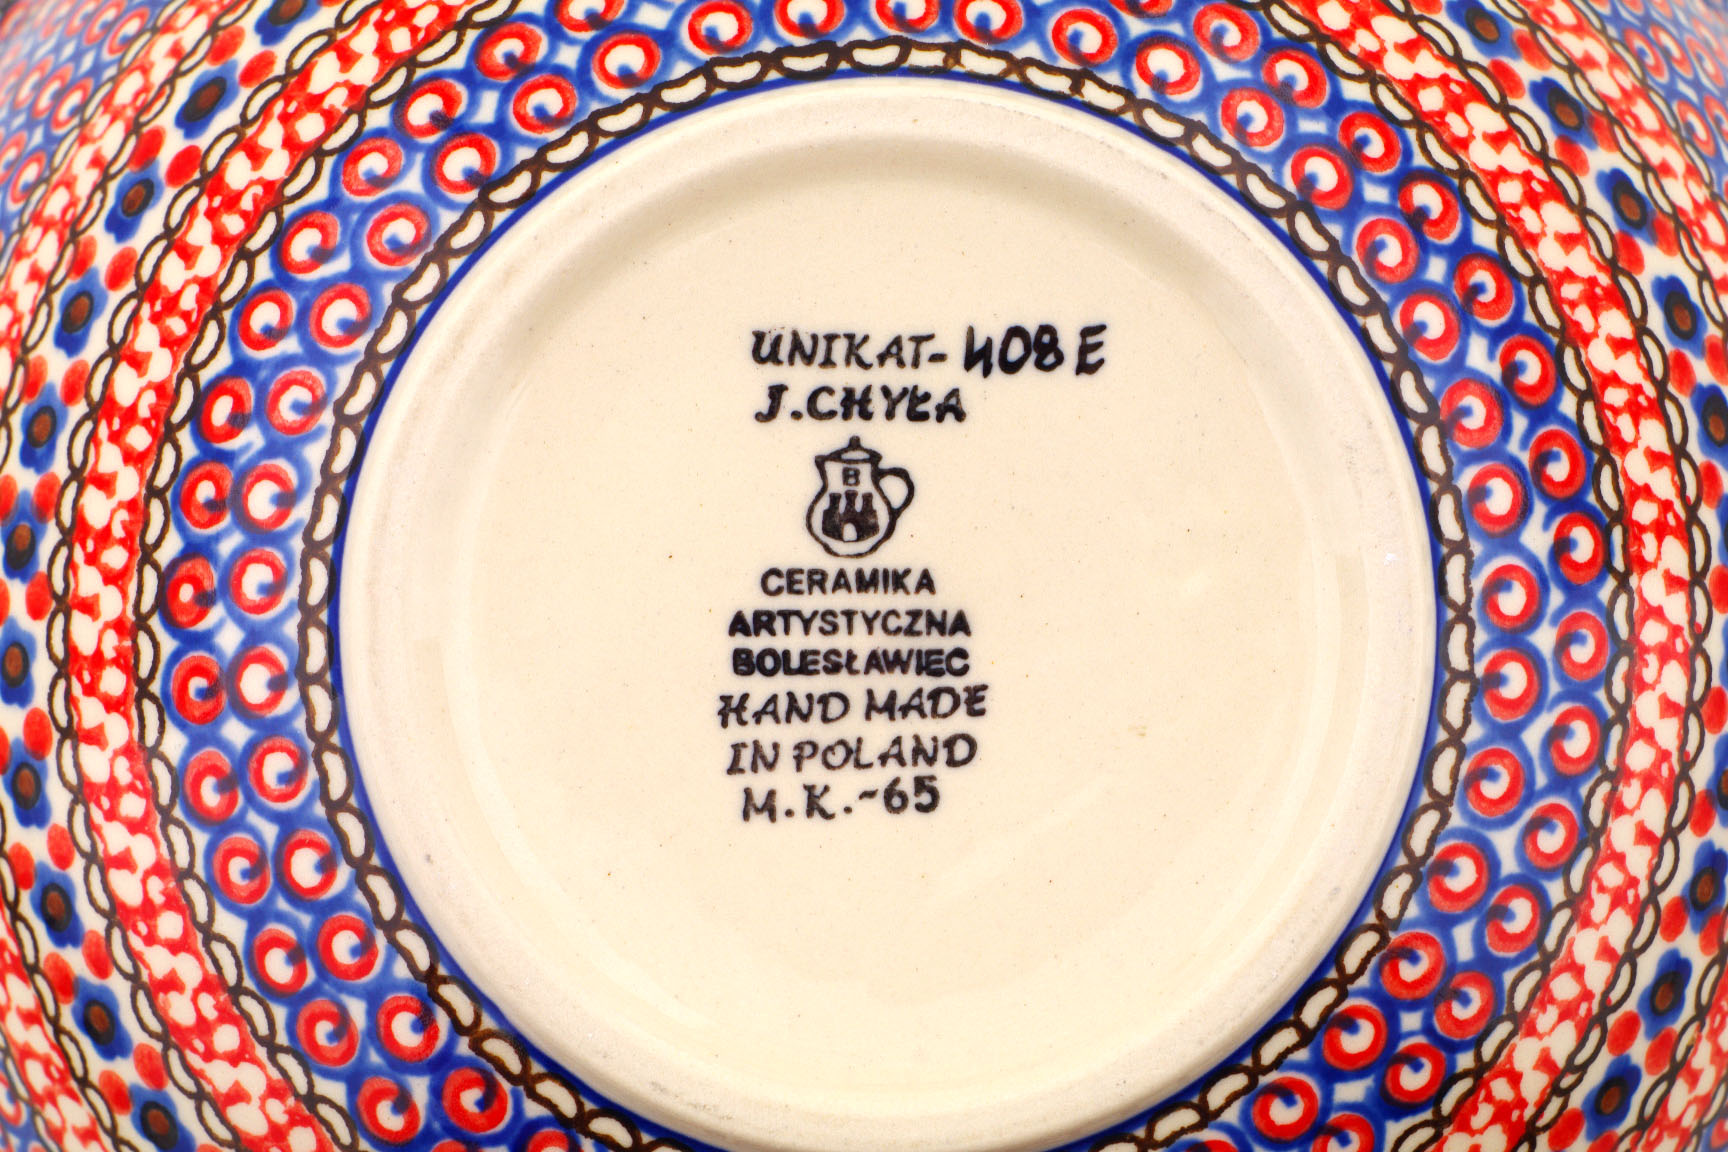 UNIKAT-408E
J.CHYŁA
B
CERAMIKA
ARTYSTYCZNA
BOLESŁAWIEC
HAND MADE
IN POLAND
M.K.-65